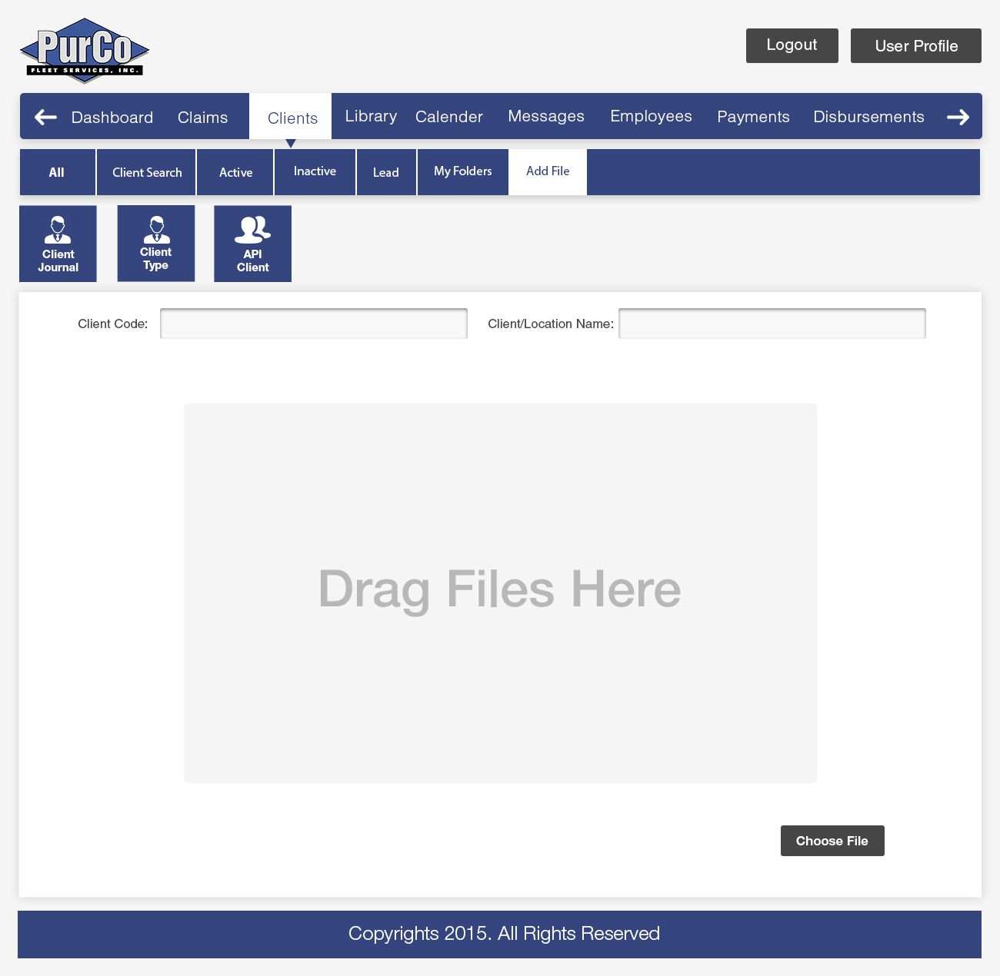 PurCo
FLEET SERVICES, INC.
Logout
User Profile
Dashboard
Claims
Clients
Library
Calender
Messages
Employees
Payments
Disbursements
All
Client Search
Active
Inactive
Lead
My Folders
Add File
Client
Journal
Client
Type
API
Client
Client Code:
Client/Location Name:
Drag Files Here
Choose File
Copyrights 2015. All Rights Reserved